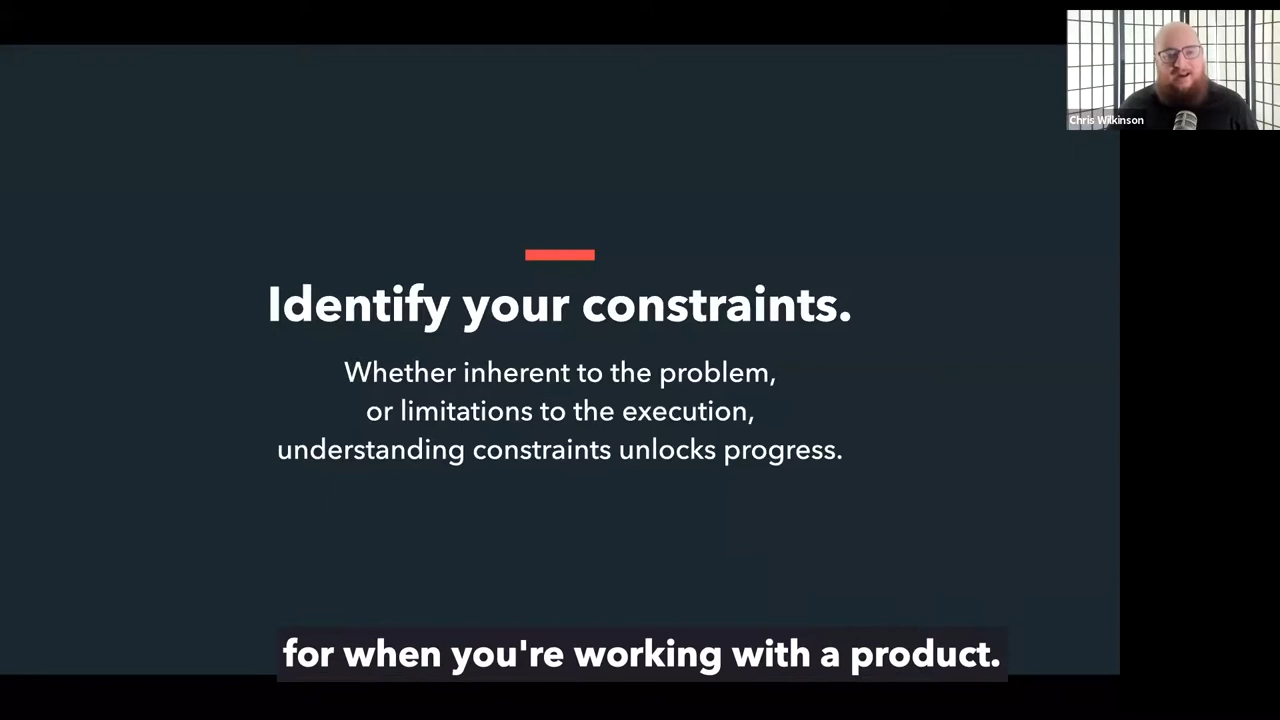 Chris Wilkinson
Identify your constraints.
Whether inherent to the problem,
or limitations to the execution,
understanding constraints unlocks progress.
for when you're working with a product.